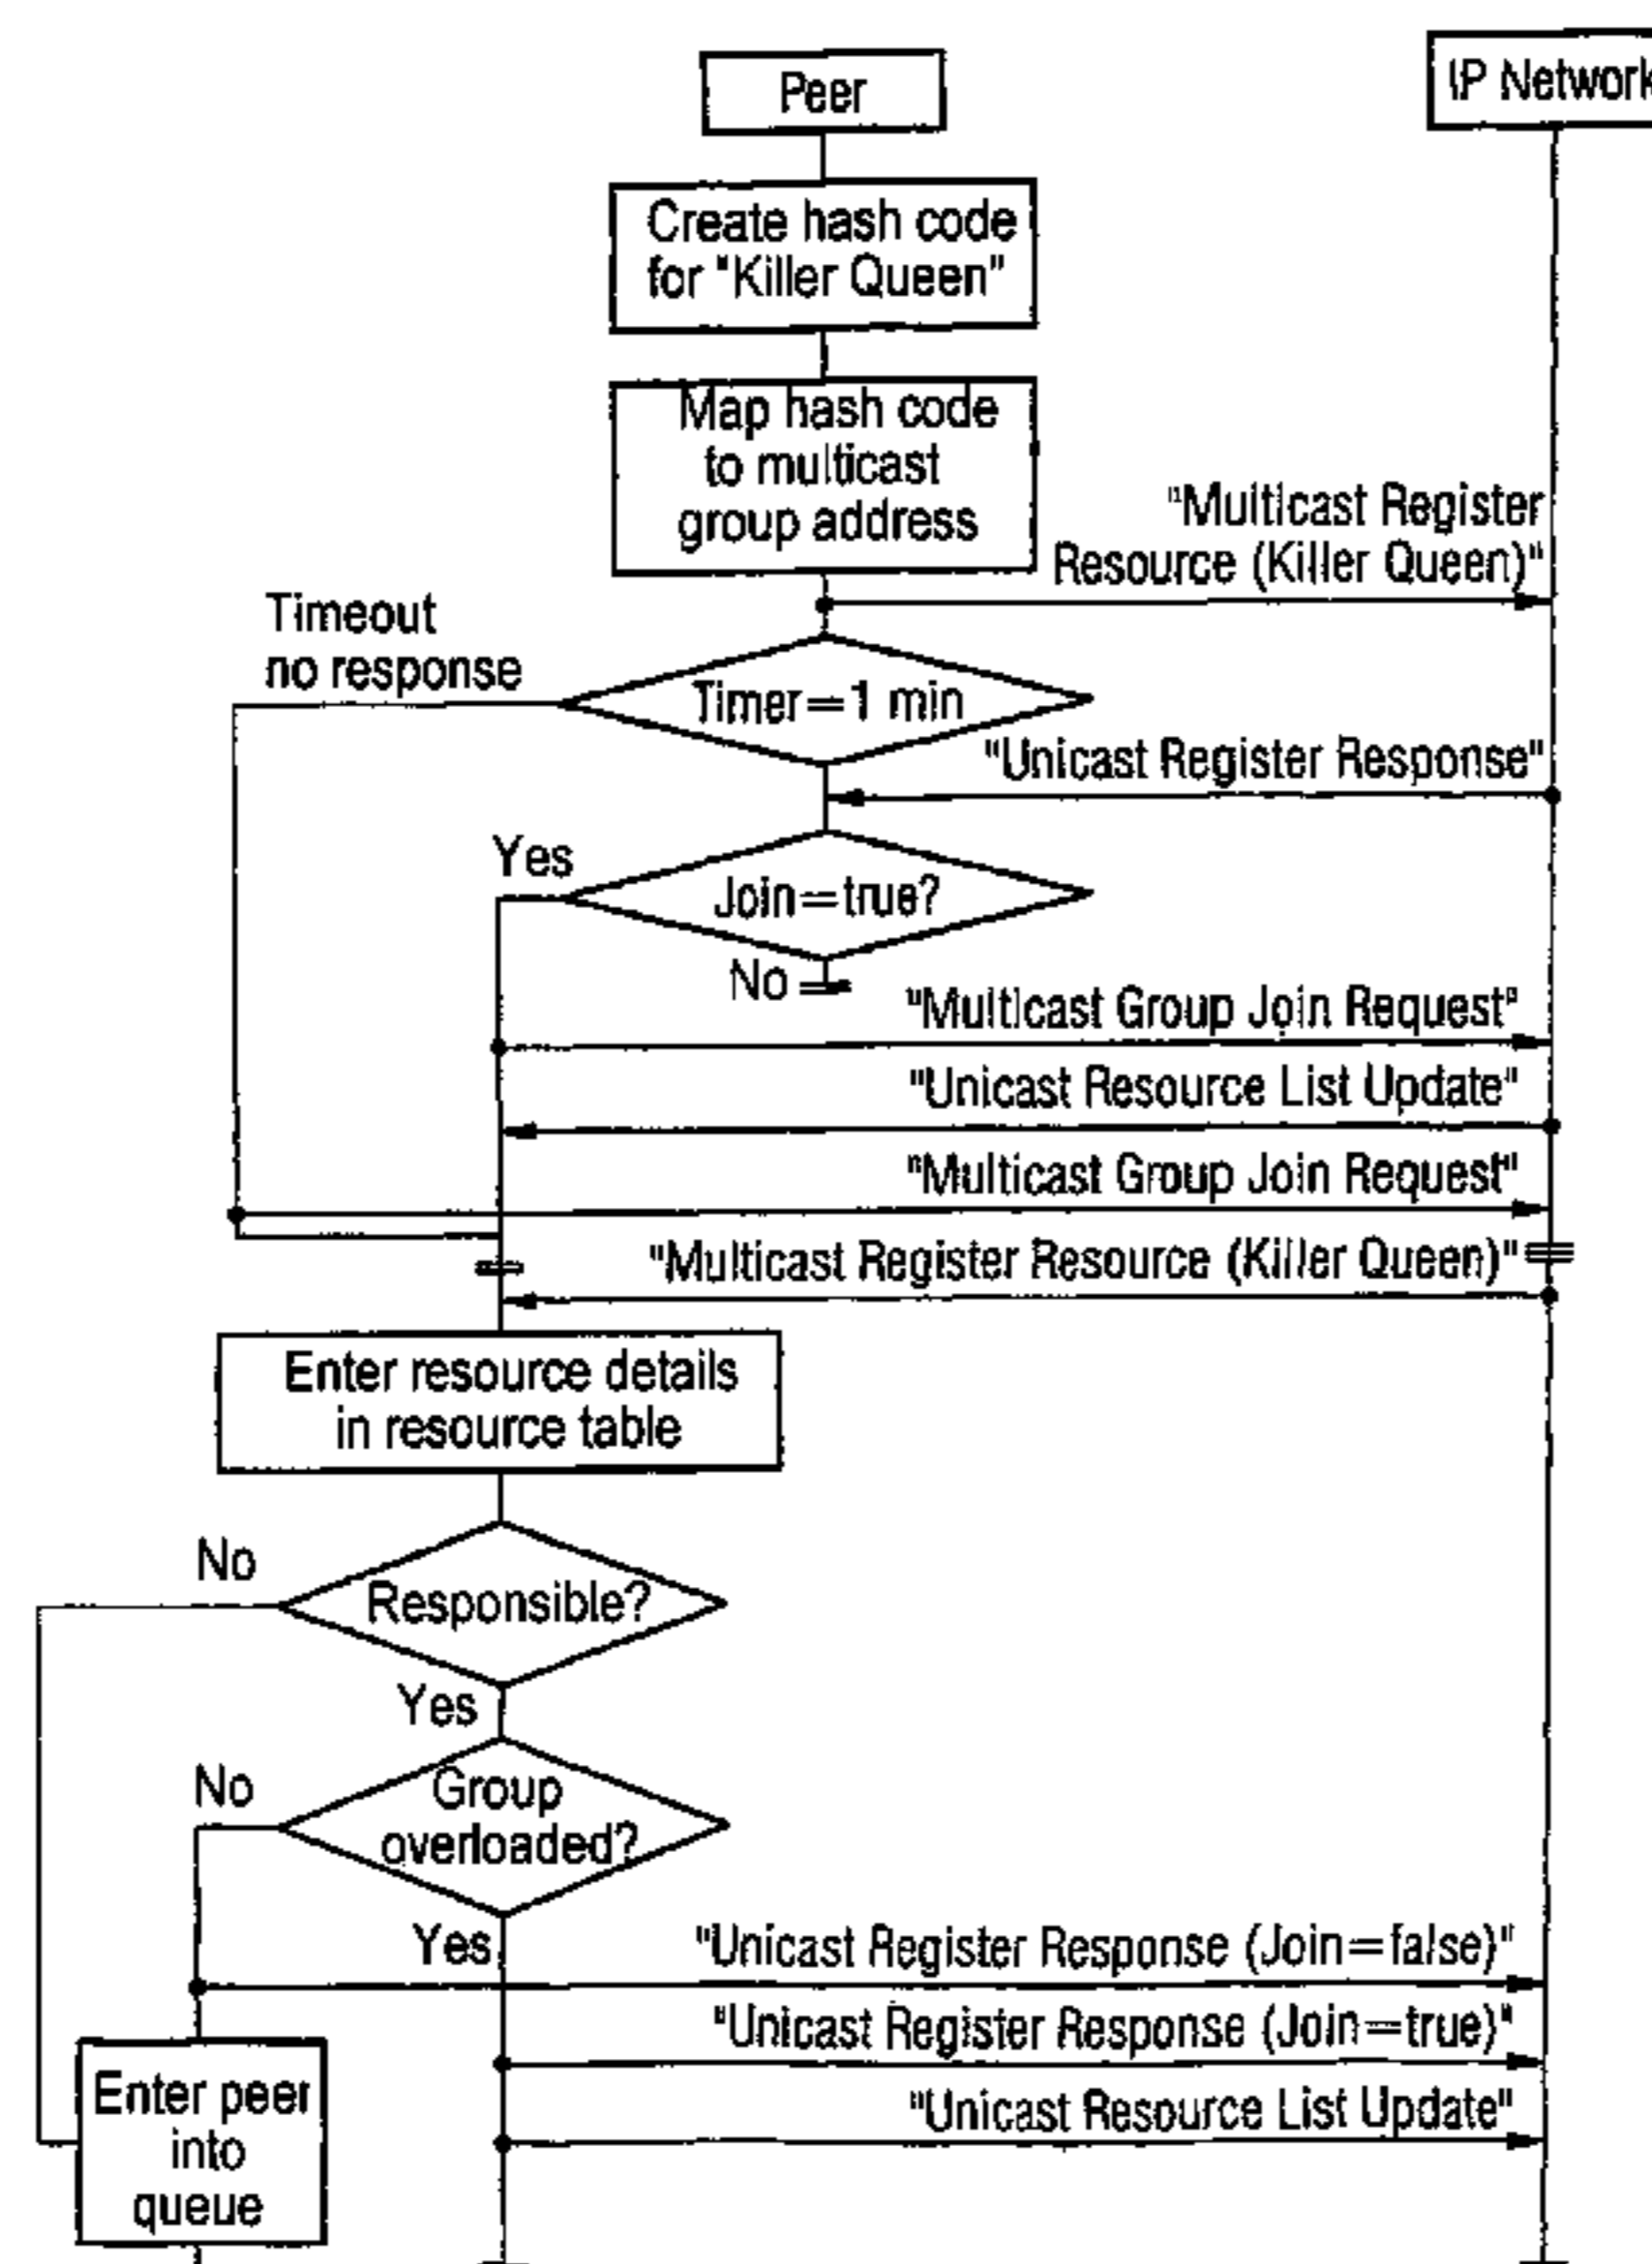 Peer
IP Network
Create hash code
for "Killer Queen"
Map hash code
to multicast
group address
"Multicast Register
Resource (Killer Queen)"
Timeout
no response
Timer=1 min
"Unicast Register Response"
Yes
Join=true?
No
"Multicast Group Join Request"
"Unicast Resource List Update"
"Multicast Group Join Request"
"Multicast Register Resource (Killer Queen)"
Enter resource details
in resource table
No
Responsible?
Yes
No
Group
overloaded?
Yes
"Unicast Register Response (Join=false)"
"Unicast Register Response (Join=true)"
"Unicast Resource List Update"
Enter peer
into
queue